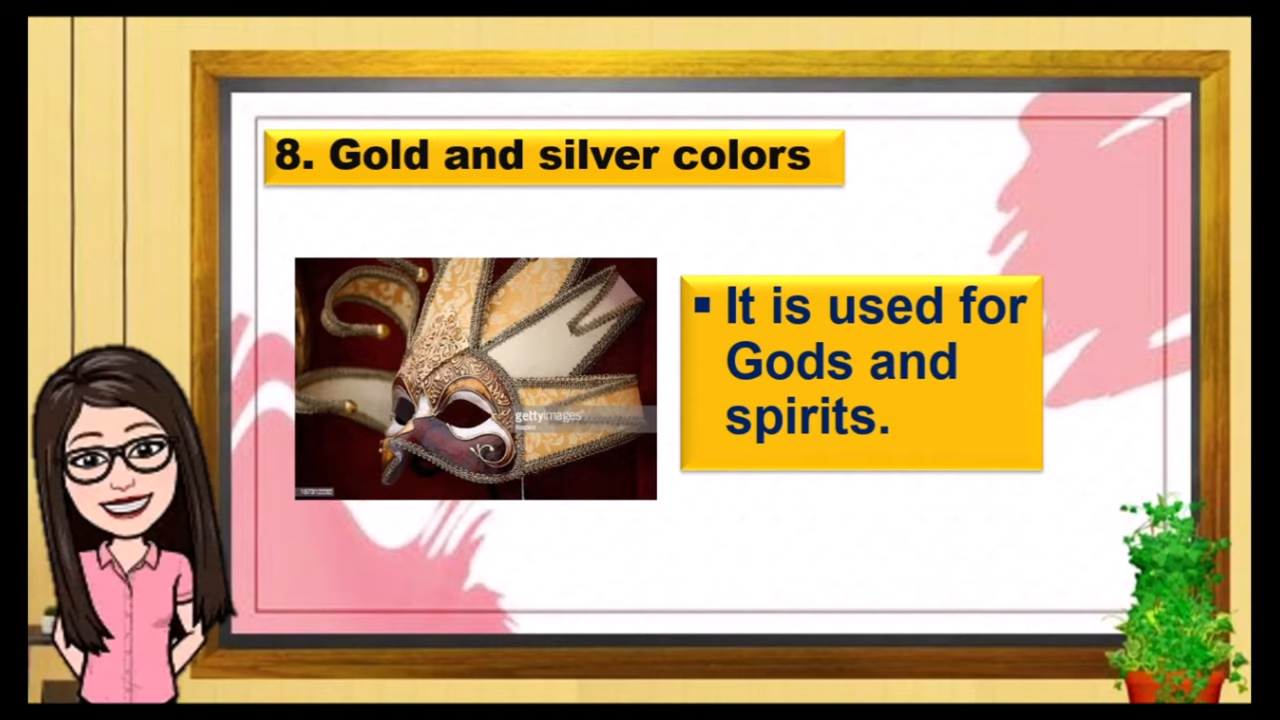 8. Gold and silver colors
▪ It is used for
Gods and
spirits.
gettyimages